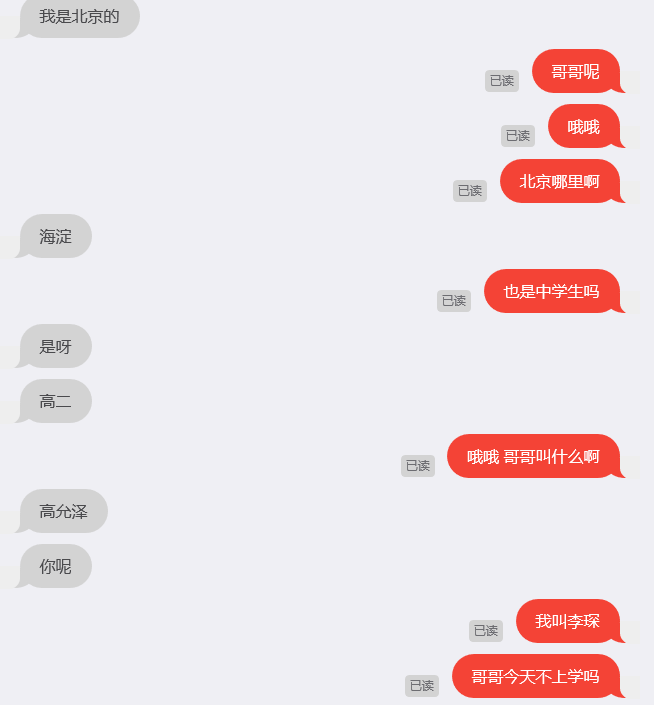 我是北京的
已读
哥哥呢
已读
哦哦
已读
北京哪里啊
海淀
已读
也是中学生吗
是呀
高二
已读
哦哦 哥哥叫什么啊
高允泽
你呢
已读
我叫李琛
已读
哥哥今天不上学吗